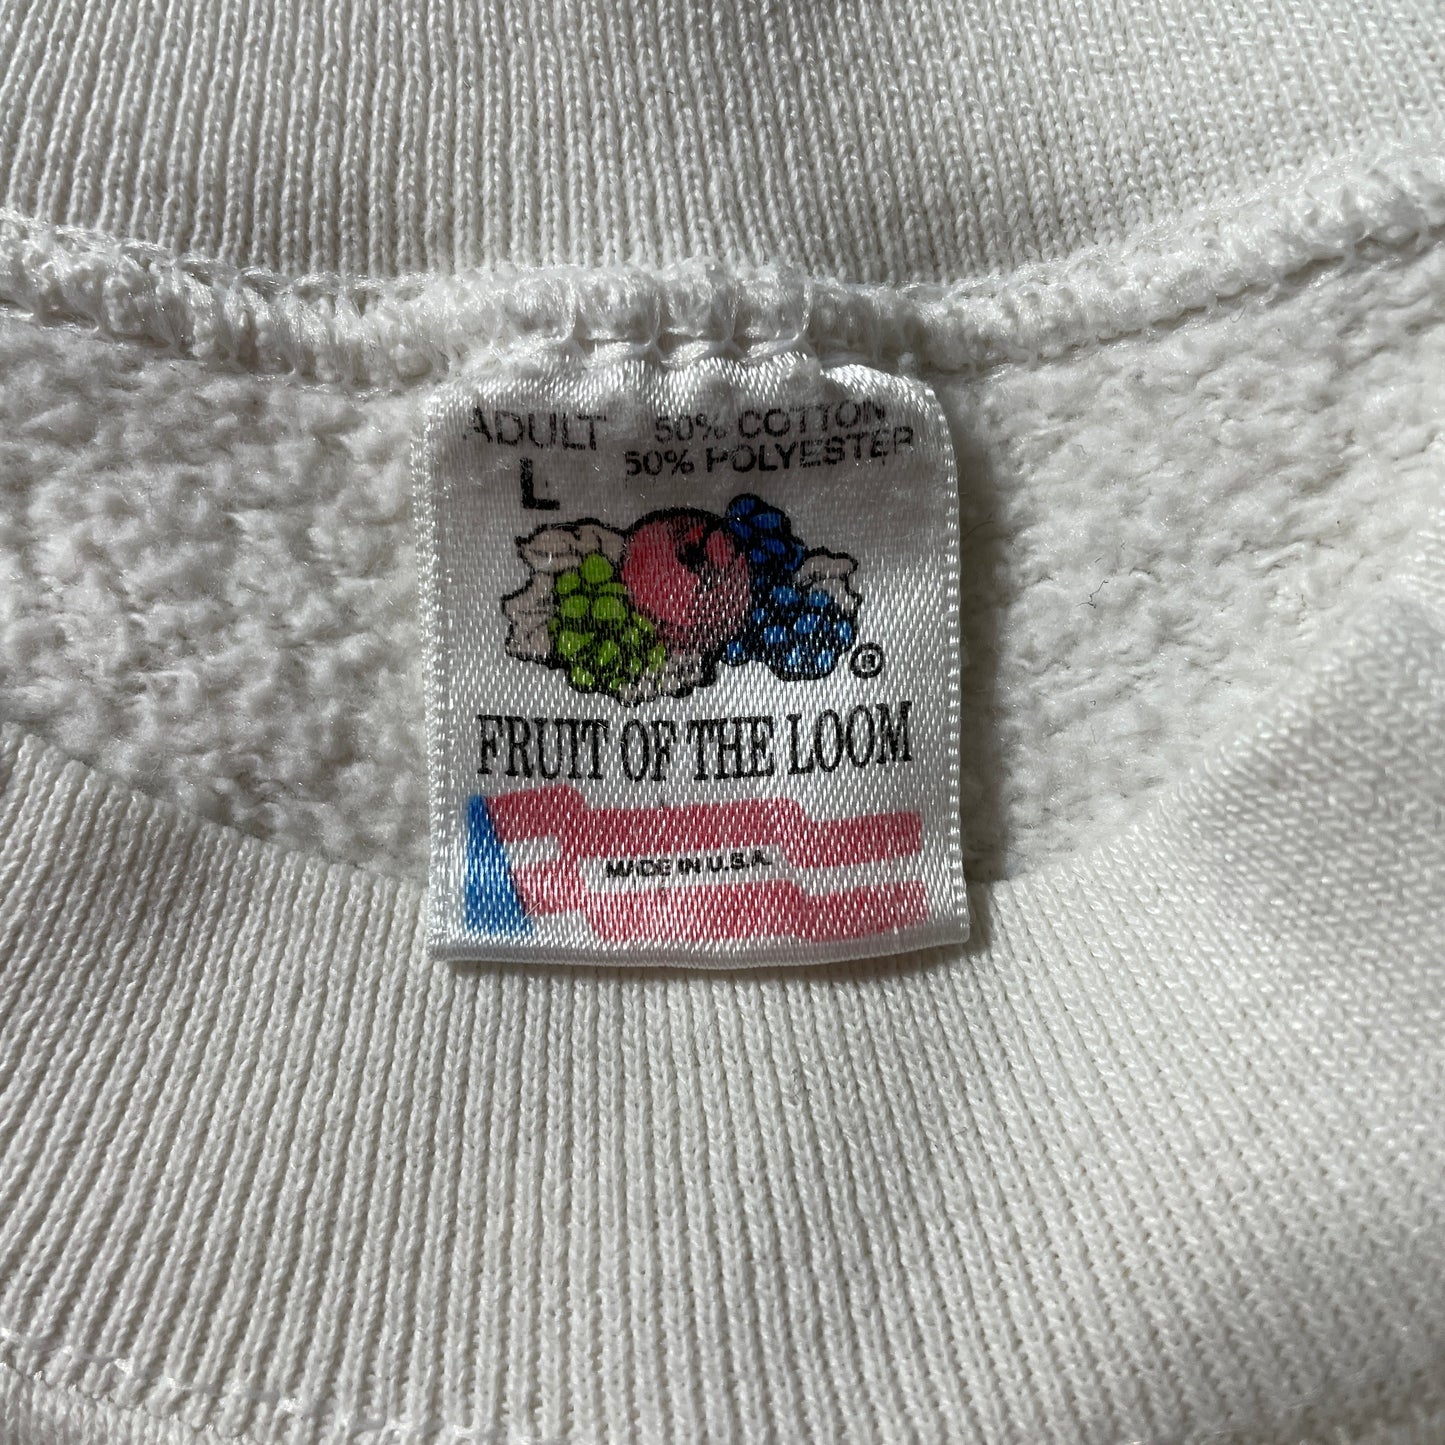 ADULT 50% COTTON
L 50% POLYESTER
®
FRUIT OF THE LOOM
MADE IN U.S.A.